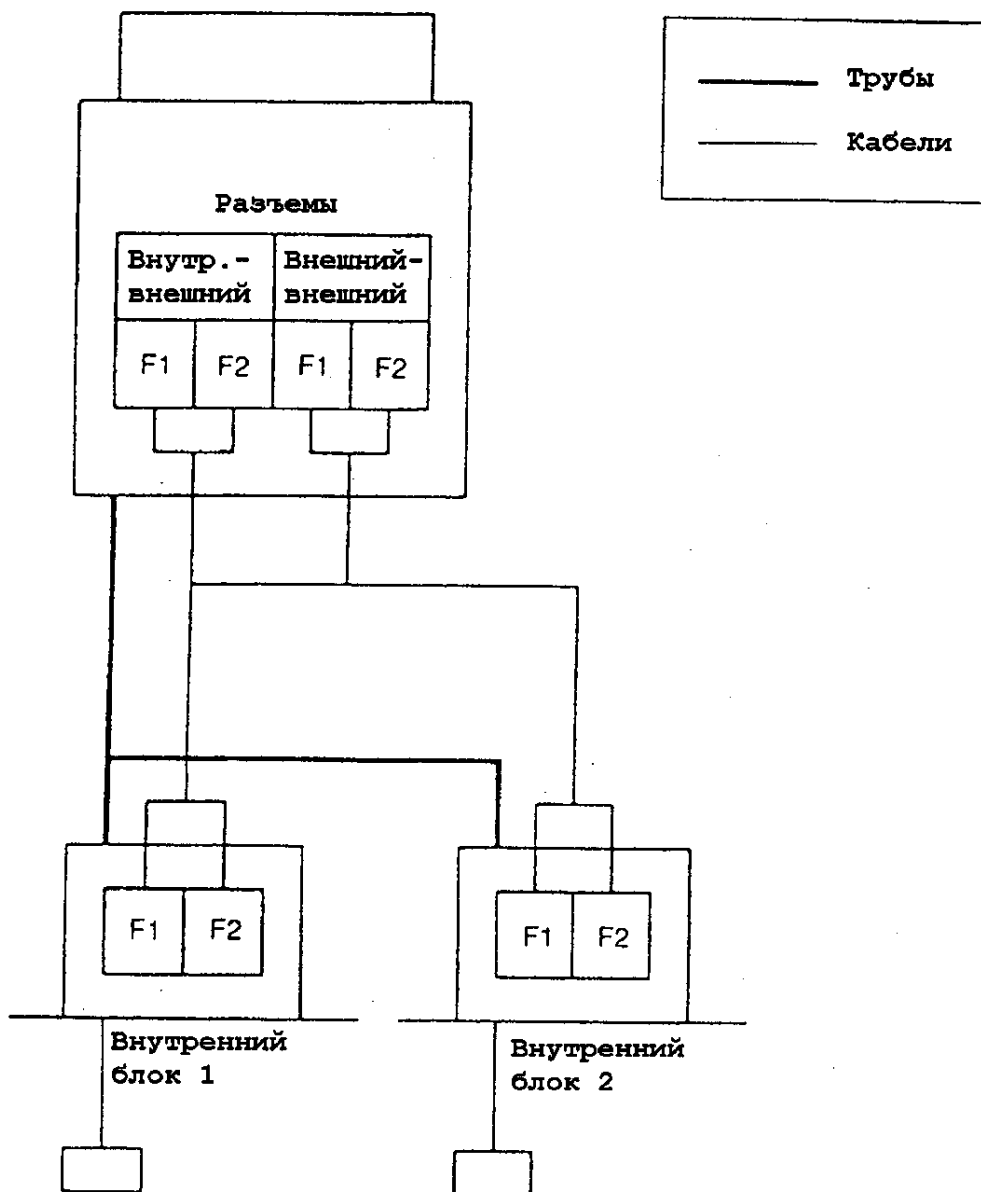 Трубы
Кабели
Разъемы
Внутр.- Внешний-
внешний внешний
F1 F2 F1 F2
F1 F2 F1 F2
Внутренний
блок 1
Внутренний
блок 2